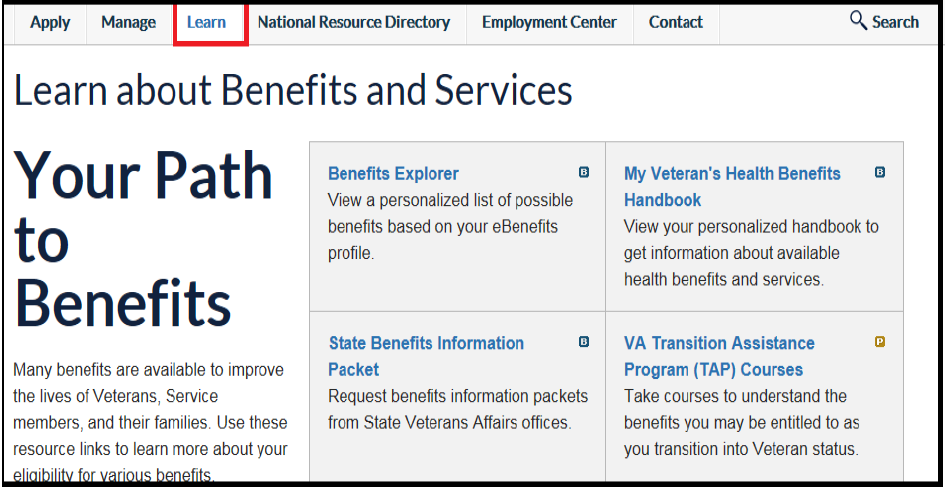 Apply Manage Learn National Resource Directory Employment Center Contact Search
Learn about Benefits and Services
Your Path
to
Benefits
Many benefits are available to improve
the lives of Veterans, Service
members, and their families. Use these
resource links to learn more about your
eligibility for various benefits.
Benefits Explorer B
View a personalized list of possible
benefits based on your eBenefits
profile.
My Veteran's Health Benefits B
Handbook
View your personalized handbook to
get information about available
health benefits and services.
State Benefits Information B
Packet
Request benefits information packets
from State Veterans Affairs offices.
VA Transition Assistance P
Program (TAP) Courses
Take courses to understand the
benefits you may be entitled to as
you transition into Veteran status.